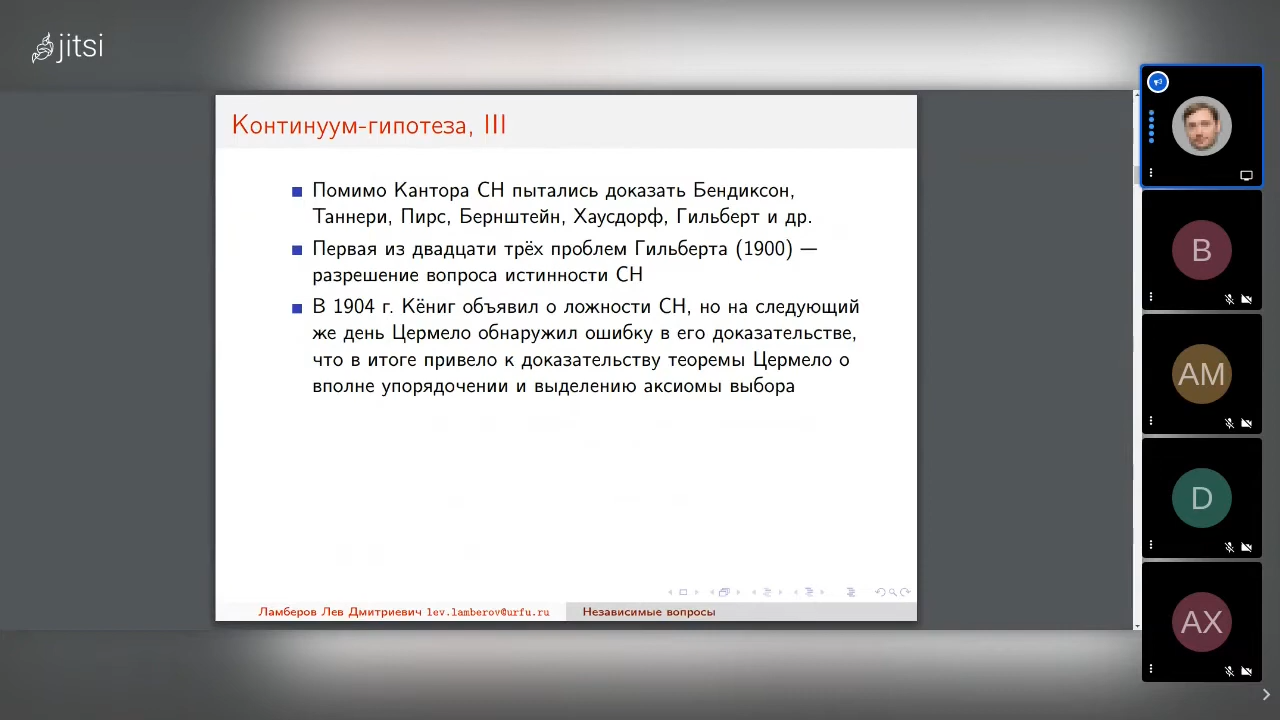 jitsi
Континуум-гипотеза, III
Помимо Кантора CH пытались доказать Бендиксон,
Таннери, Пирс, Бернштейн, Хаусдорф, Гильберт и др.
Первая из двадцати трёх проблем Гильберта (1900) —
разрешение вопроса истинности CH
В 1904 г. Кёниг объявил о ложности CH, но на следующий
же день Цермело обнаружил ошибку в его доказательстве,
что в итоге привело к доказательству теоремы Цермело о
вполне упорядочении и выделению аксиомы выбора
Ламберов Лев Дмитриевич lev.lamberov@urfu.ru
Независимые вопросы
B
AM
D
AX